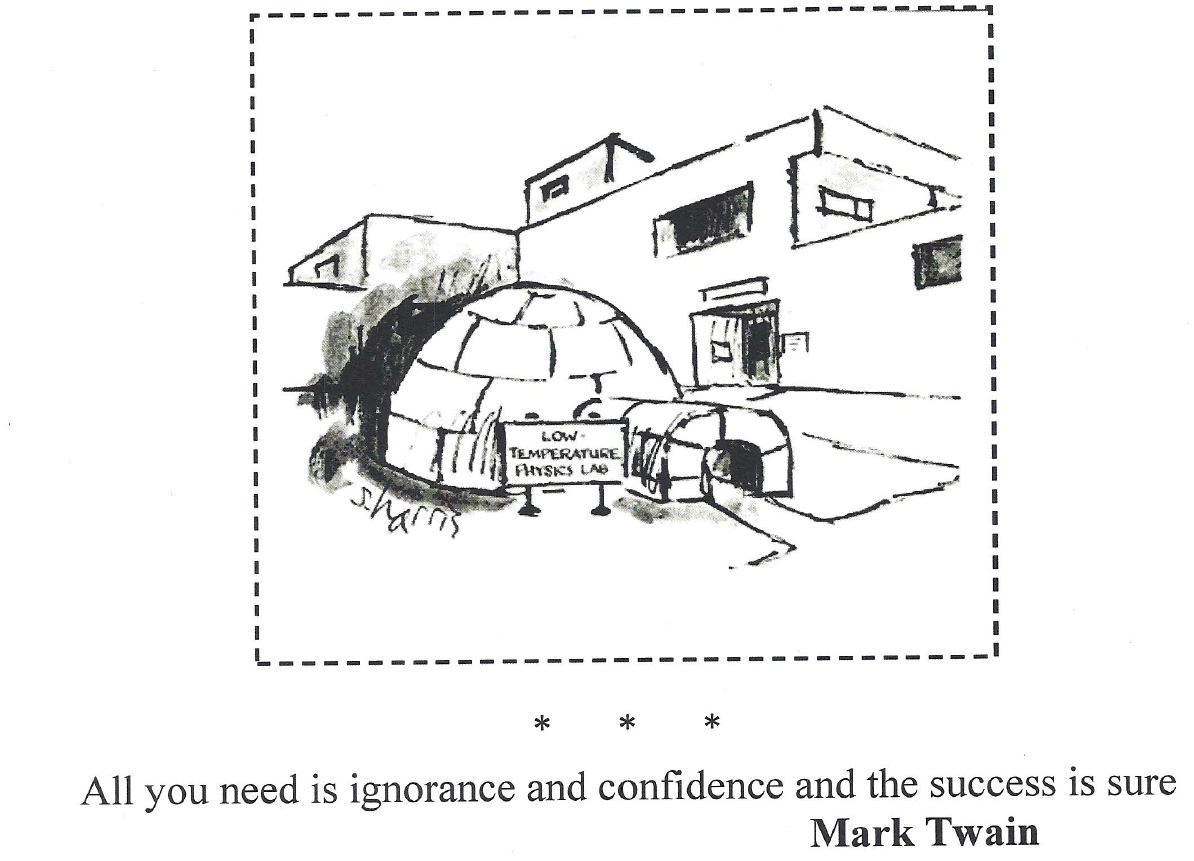 LOW-
TEMPERATURE
PHYSICS LAB
s.harris
* * *
All you need is ignorance and confidence and the success is sure
Mark Twain